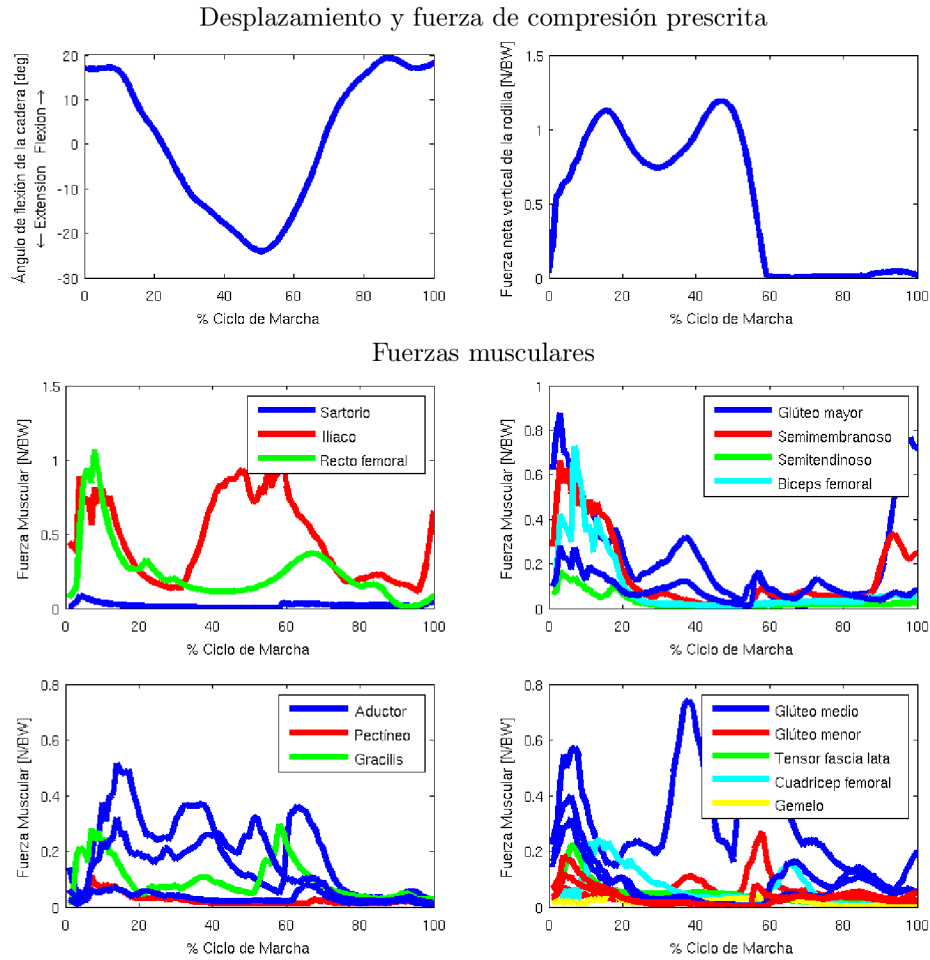 Desplazamiento y fuerza de compresión prescrita
Ángulo de flexión de la cadera [deg]
← Extension Flexion →
20
10
0
-10
-20
-30
0 20 40 60 80 100
% Ciclo de Marcha
Fuerza neta vertical de la rodilla [N/BW]
1.5
1
0.5
0
0 20 40 60 80 100
% Ciclo de Marcha
Fuerzas musculares
Fuerza Muscular [N/BW]
1.5
1
0.5
0
Sartorio
Ilíaco
Recto femoral
0 20 40 60 80 100
% Ciclo de Marcha
Fuerza Muscular [N/BW]
1
0.8
0.6
0.4
0.2
0
Glúteo mayor
Semimembranoso
Semitendinoso
Biceps femoral
0 20 40 60 80 100
% Ciclo de Marcha
Fuerza Muscular [N/BW]
0.8
0.6
0.4
0.2
0
Aductor
Pectíneo
Gracilis
0 20 40 60 80 100
% Ciclo de Marcha
Fuerza Muscular [N/BW]
0.8
0.6
0.4
0.2
0
Glúteo medio
Glúteo menor
Tensor fascia lata
Cuadricep femoral
Gemelo
0 20 40 60 80 100
% Ciclo de Marcha